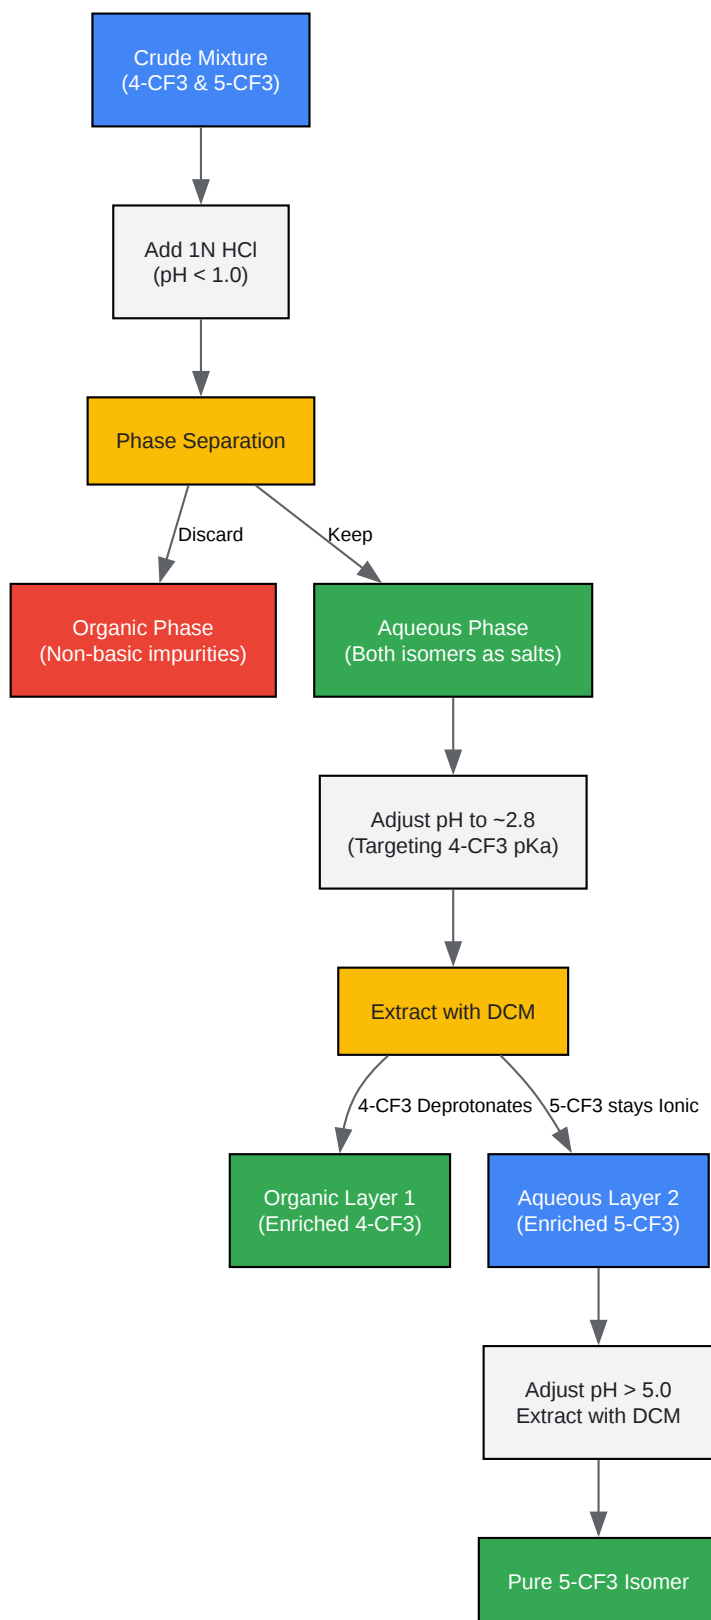 Crude Mixture
(4-CF3 & 5-CF3)
Add 1N HCl
(pH < 1.0)
Phase Separation
Discard
Keep
Organic Phase
(Non-basic impurities)
Aqueous Phase
(Both isomers as salts)
Adjust pH to ~2.8
(Targeting 4-CF3 pKa)
Extract with DCM
4-CF3 Deprotonates
5-CF3 stays Ionic
Organic Layer 1
(Enriched 4-CF3)
Aqueous Layer 2
(Enriched 5-CF3)
Adjust pH > 5.0
Extract with DCM
Pure 5-CF3 Isomer